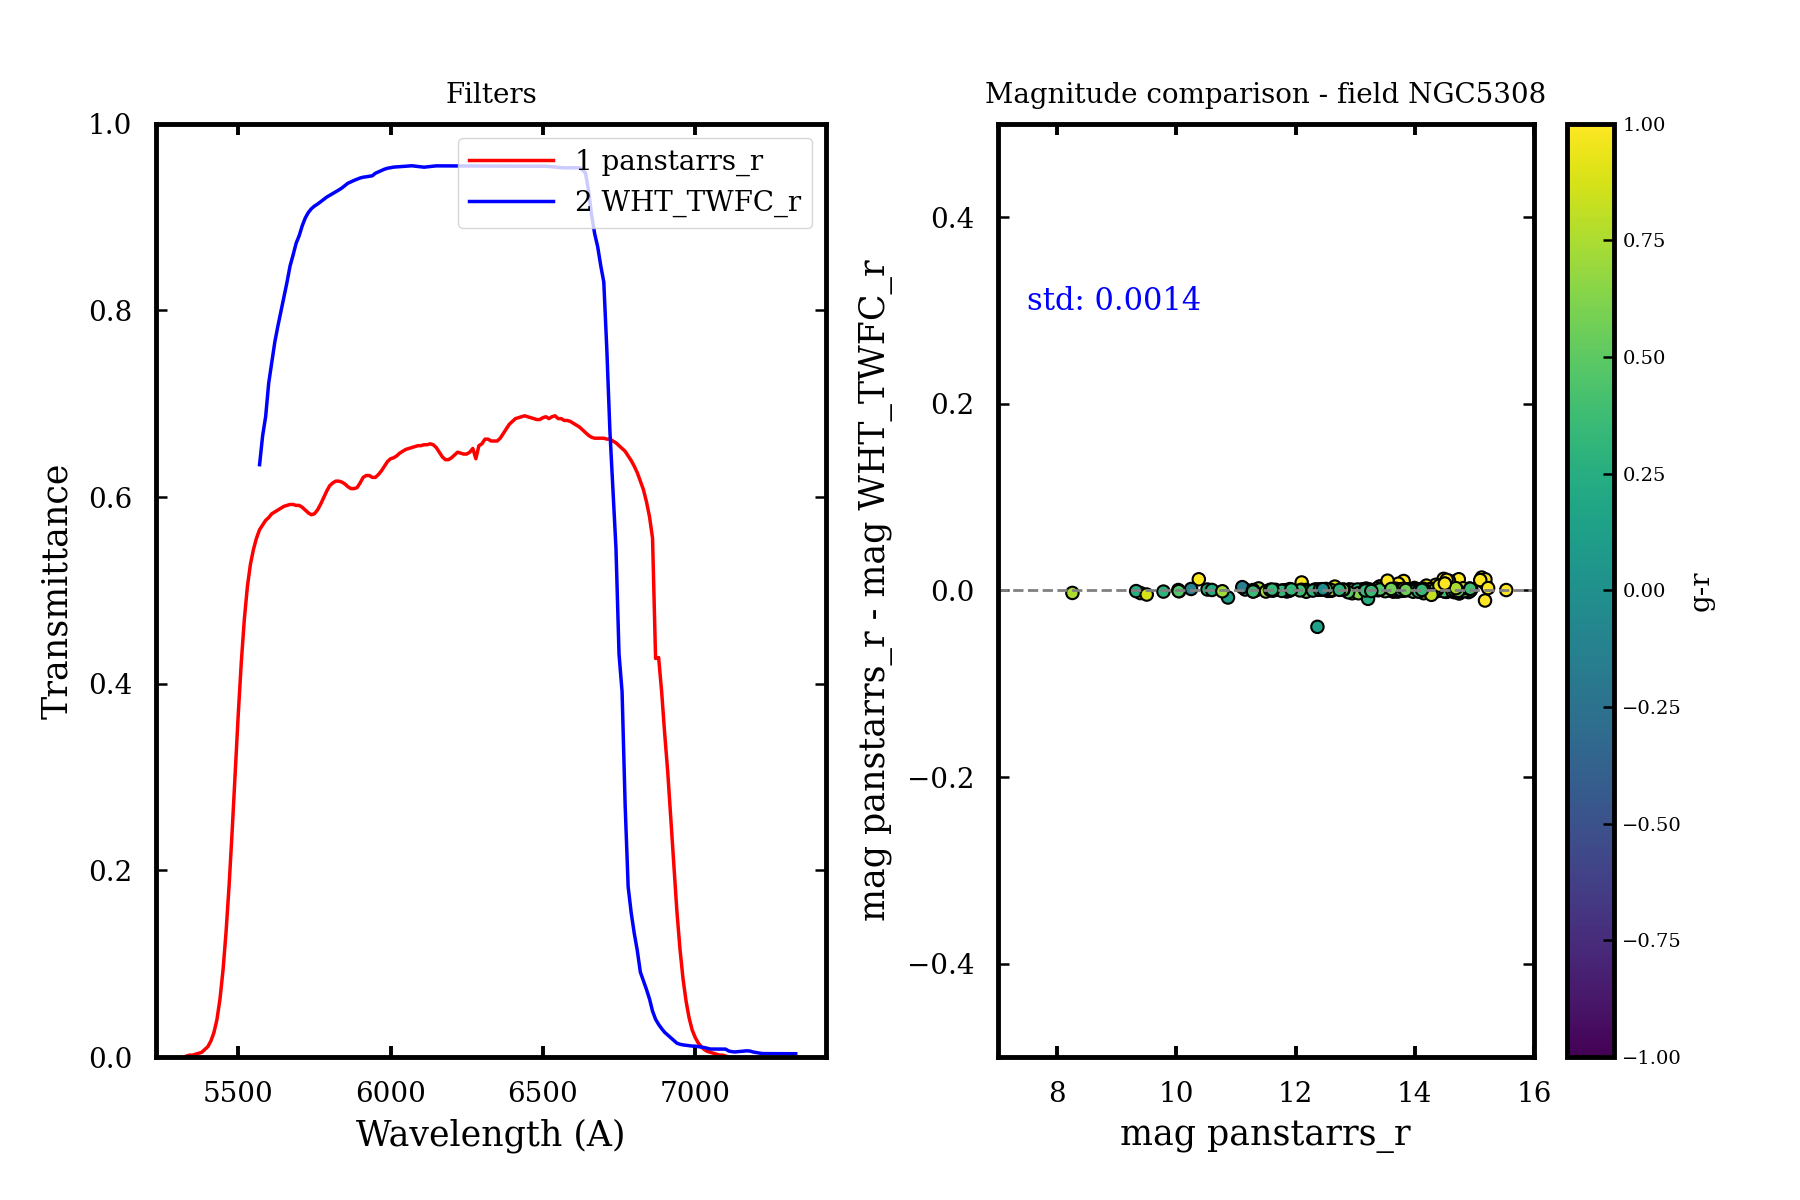 Filters
1 panstarrs_r
2 WHT_TWFC_r
1.0
0.8
0.6
0.4
0.2
0.0
Transmittance
5500
6000
6500
7000
Wavelength (A)
Magnitude comparison - field NGC5308
std: 0.0014
0.4
0.2
0.0
−0.2
−0.4
mag panstarrs_r - mag WHT_TWFC_r
8
10
12
14
16
mag panstarrs_r
1.00
0.75
0.50
0.25
0.00
−0.25
−0.50
−0.75
−1.00
g-r